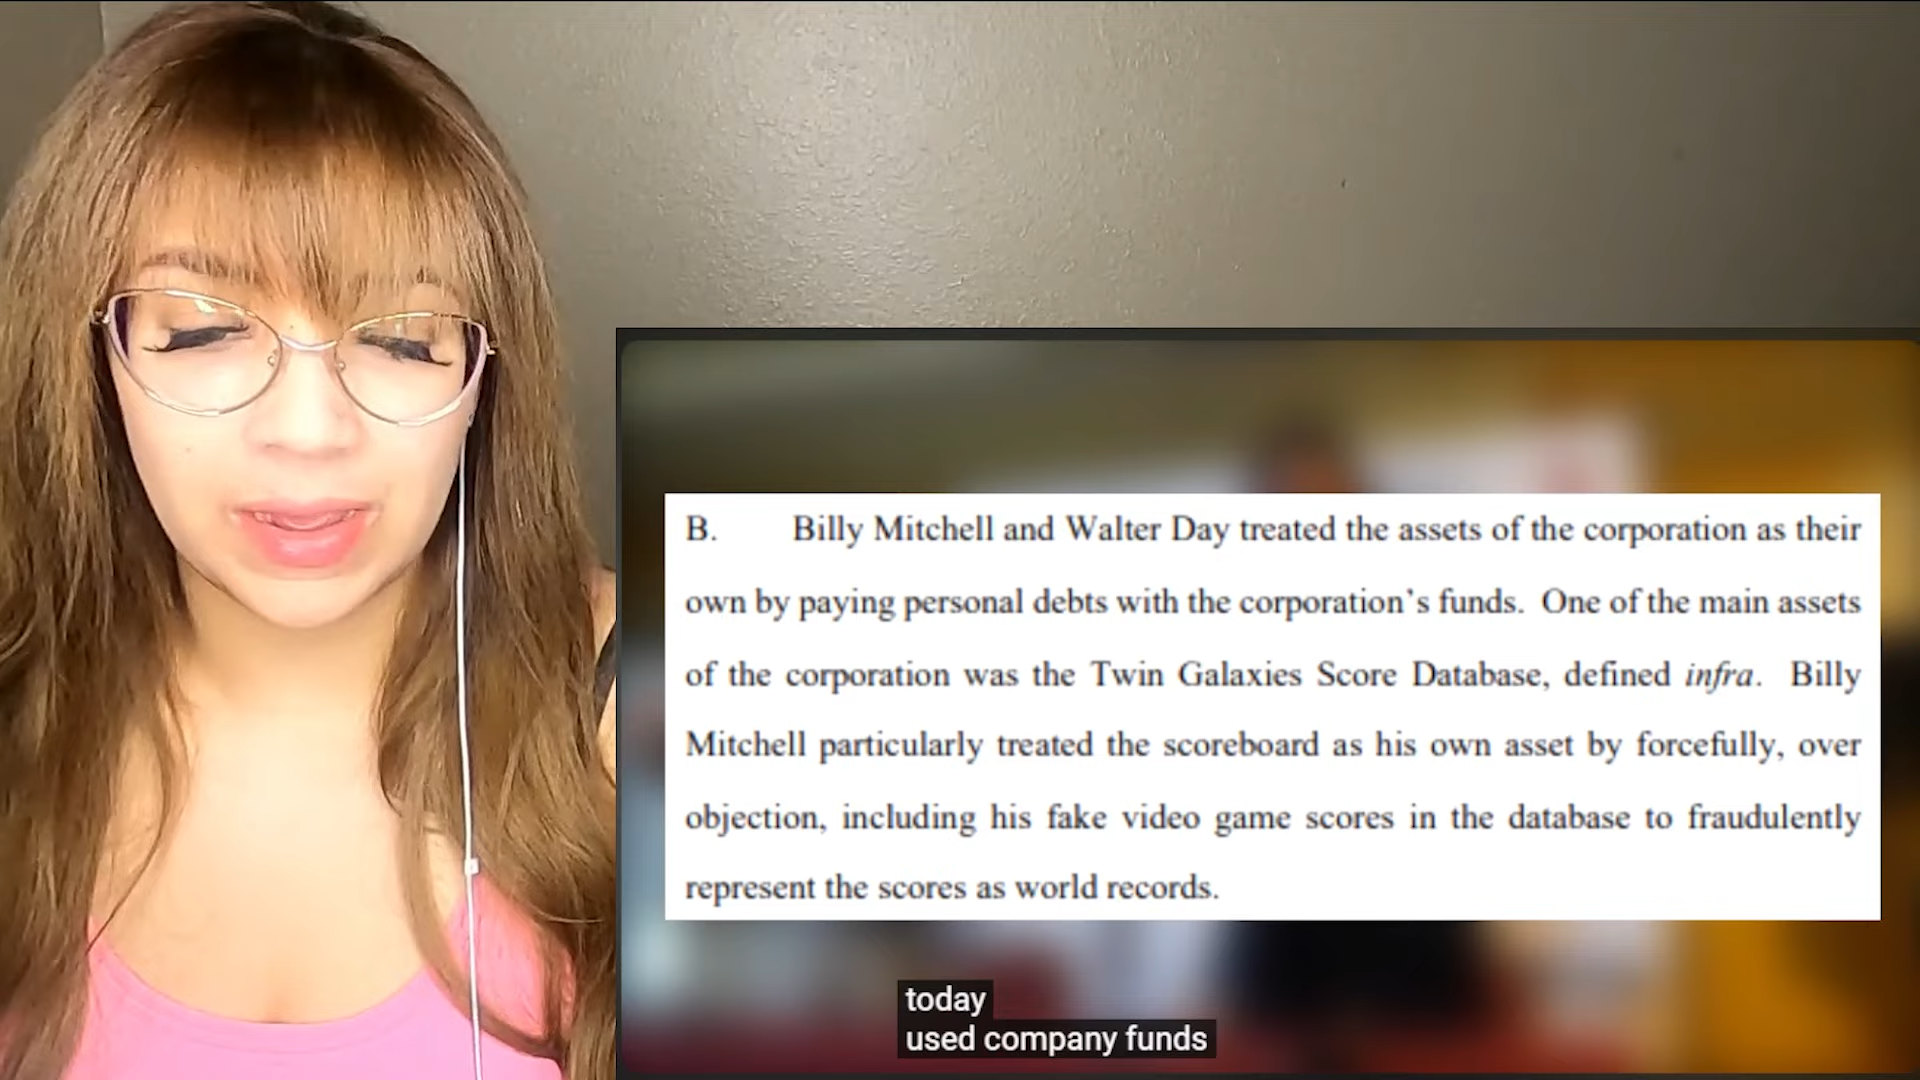 B. Billy Mitchell and Walter Day treated the assets of the corporation as their
own by paying personal debts with the corporation's funds. One of the main assets
of the corporation was the Twin Galaxies Score Database, defined infra. Billy
Mitchell particularly treated the scoreboard as his own asset by forcefully, over
objection, including his fake video game scores in the database to fraudulently
represent the scores as world records.
today
used company funds